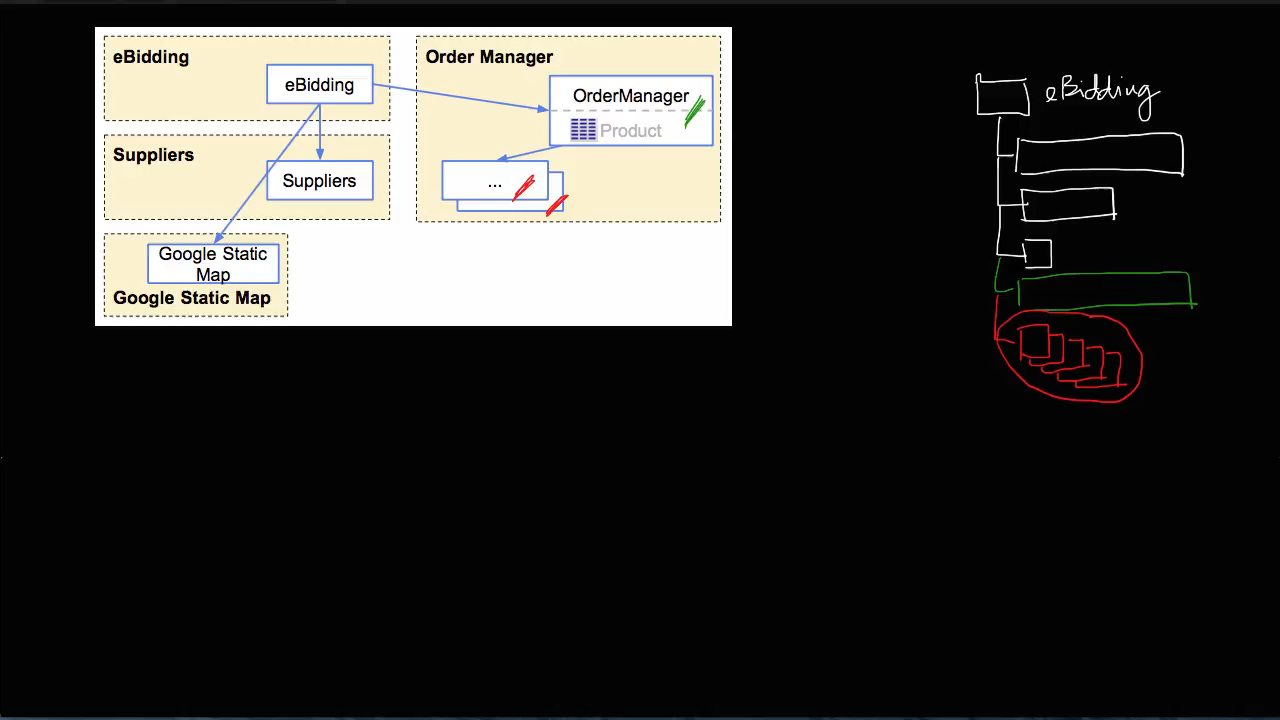 eBidding
eBidding
Suppliers
Suppliers
Google Static
Map
Google Static Map
Order Manager
OrderManager
Product
...
eBidding